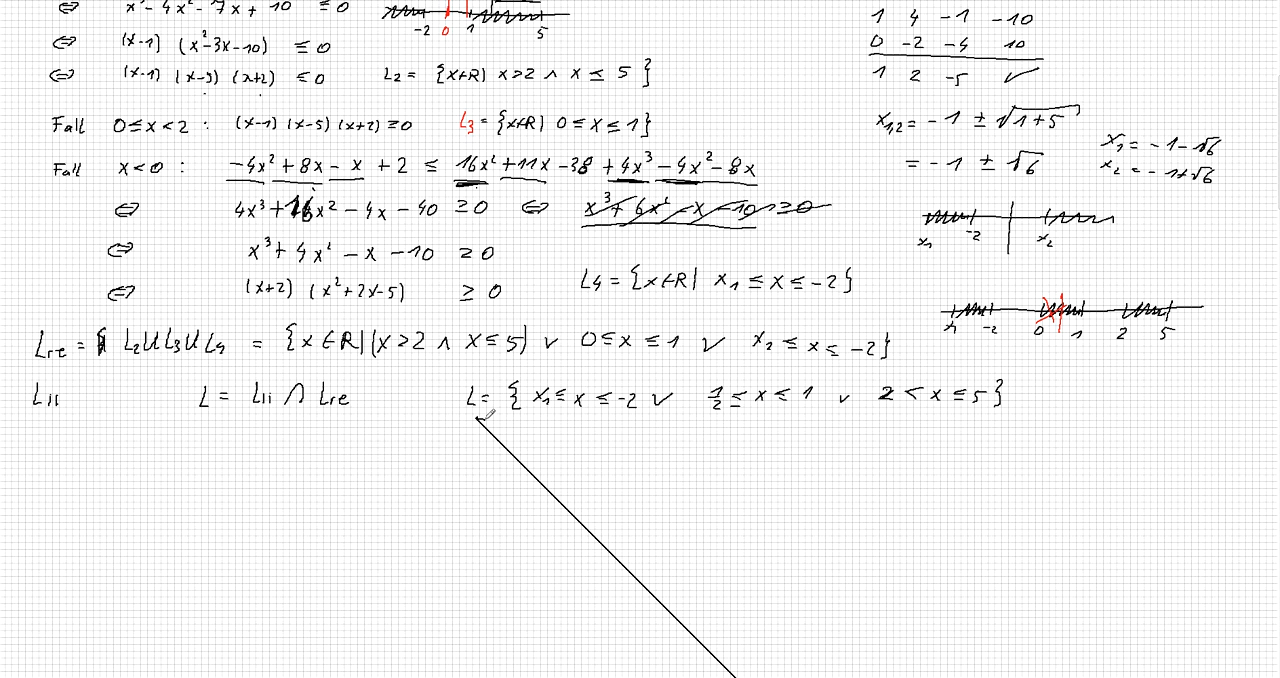 ⇔ x³ - 4x² - 7x + 10 ≤ 0
-2 0 1 5
⇔ (x-1) (x²-3x-10) ≤ 0
⇔ (x-1) (x-5) (x+2) ≤ 0 L₂ = {x∈R| x>2 ∧ x ≤ 5}
Fall 0≤x<2 : (x-1) (x-5) (x+2) ≥ 0 L₃ = {x∈R| 0≤x≤1}
Fall x<0 : -4x² + 8x - x + 2 ≤ 16x² + 11x - 38 + 4x³ - 4x² - 8x
⇔ 4x³ + 16x² - 4x - 40 ≥ 0 ⇔ x³ + 6x² - x - 10 ≥ 0
⇔ x³ + 4x² - x - 10 ≥ 0
⇔ (x+2) (x²+2x-5) ≥ 0 L₄ = {x∈R| x₁ ≤ x ≤ -2}
1 4 -1 -10
0 -2 -4 10
1 2 -5 ✓
x₁,₂ = -1 ± √1+5
= -1 ± √6
x₁ = -1-√6
x₂ = -1+√6
x₁ -2 x₂
x₁ -2 0 1 2 5
Lre = L₂ ∪ L₃ ∪ L₄ = {x∈R| (x>2 ∧ x≤5) ∨ 0≤x≤1 ∨ x₂ ≤ x ≤ -2}
Lli L = Lli ∩ Lre L = {x₁ ≤ x ≤ -2 ∨ 1/2 ≤ x ≤ 1 ∨ 2 < x ≤ 5}